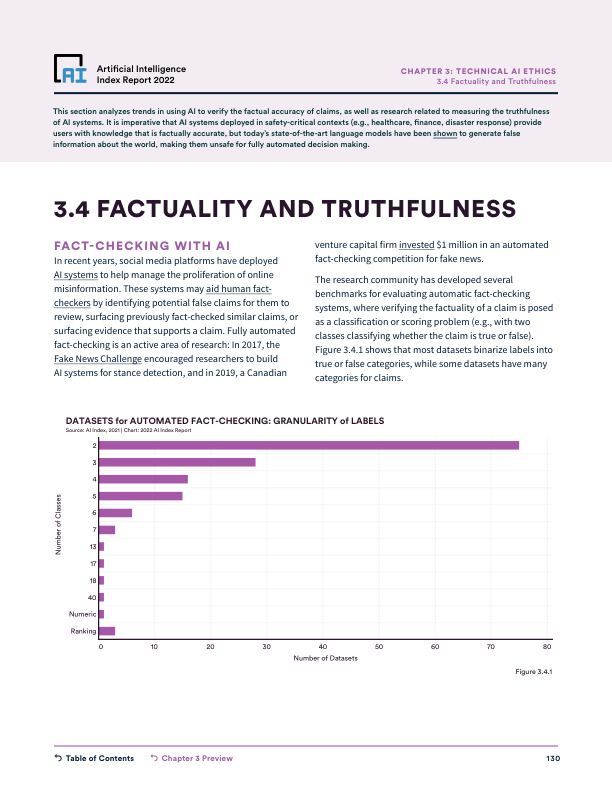 AI
Artificial Intelligence
Index Report 2022
CHAPTER 3: TECHNICAL AI ETHICS
3.4 Factuality and Truthfulness
This section analyzes trends in using AI to verify the factual accuracy of claims, as well as research related to measuring the truthfulness
of AI systems. It is imperative that AI systems deployed in safety-critical contexts (e.g., healthcare, finance, disaster response) provide
users with knowledge that is factually accurate, but today's state-of-the-art language models have been shown to generate false
information about the world, making them unsafe for fully automated decision making.
3.4 FACTUALITY AND TRUTHFULNESS
FACT-CHECKING WITH AI
In recent years, social media platforms have deployed
AI systems to help manage the proliferation of online
misinformation. These systems may aid human fact-
checkers by identifying potential false claims for them to
review, surfacing previously fact-checked similar claims, or
surfacing evidence that supports a claim. Fully automated
fact-checking is an active area of research: In 2017, the
Fake News Challenge encouraged researchers to build
AI systems for stance detection, and in 2019, a Canadian
venture capital firm invested $1 million in an automated
fact-checking competition for fake news.
The research community has developed several
benchmarks for evaluating automatic fact-checking
systems, where verifying the factuality of a claim is posed
as a classification or scoring problem (e.g., with two
classes classifying whether the claim is true or false).
Figure 3.4.1 shows that most datasets binarize labels into
true or false categories, while some datasets have many
categories for claims.
DATASETS for AUTOMATED FACT-CHECKING: GRANULARITY of LABELS
Source: AI Index, 2021 | Chart: 2022 AI Index Report
Number of Classes
2
3
4
5
6
7
13
17
18
40
Numeric
Ranking
0 10 20 30 40 50 60 70 80
Number of Datasets
Figure 3.4.1
Table of Contents
Chapter 3 Preview
130